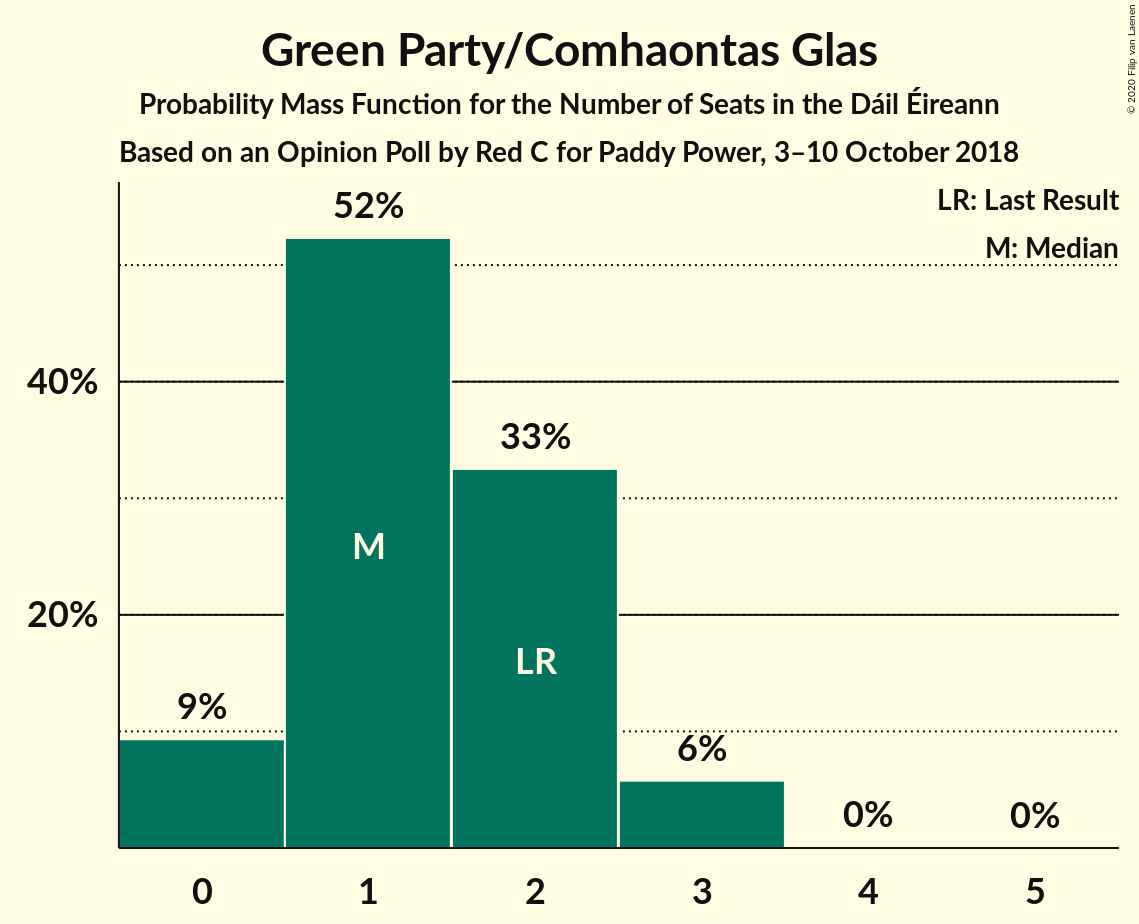 Green Party/Comhaontas Glas
Probability Mass Function for the Number of Seats in the Dáil Éireann
Based on an Opinion Poll by Red C for Paddy Power, 3–10 October 2018
© 2020 Filip van Laenen
LR: Last Result
M: Median
52%
40%
33%
M
20%
LR
9%
6%
0%
0%
0 1 2 3 4 5